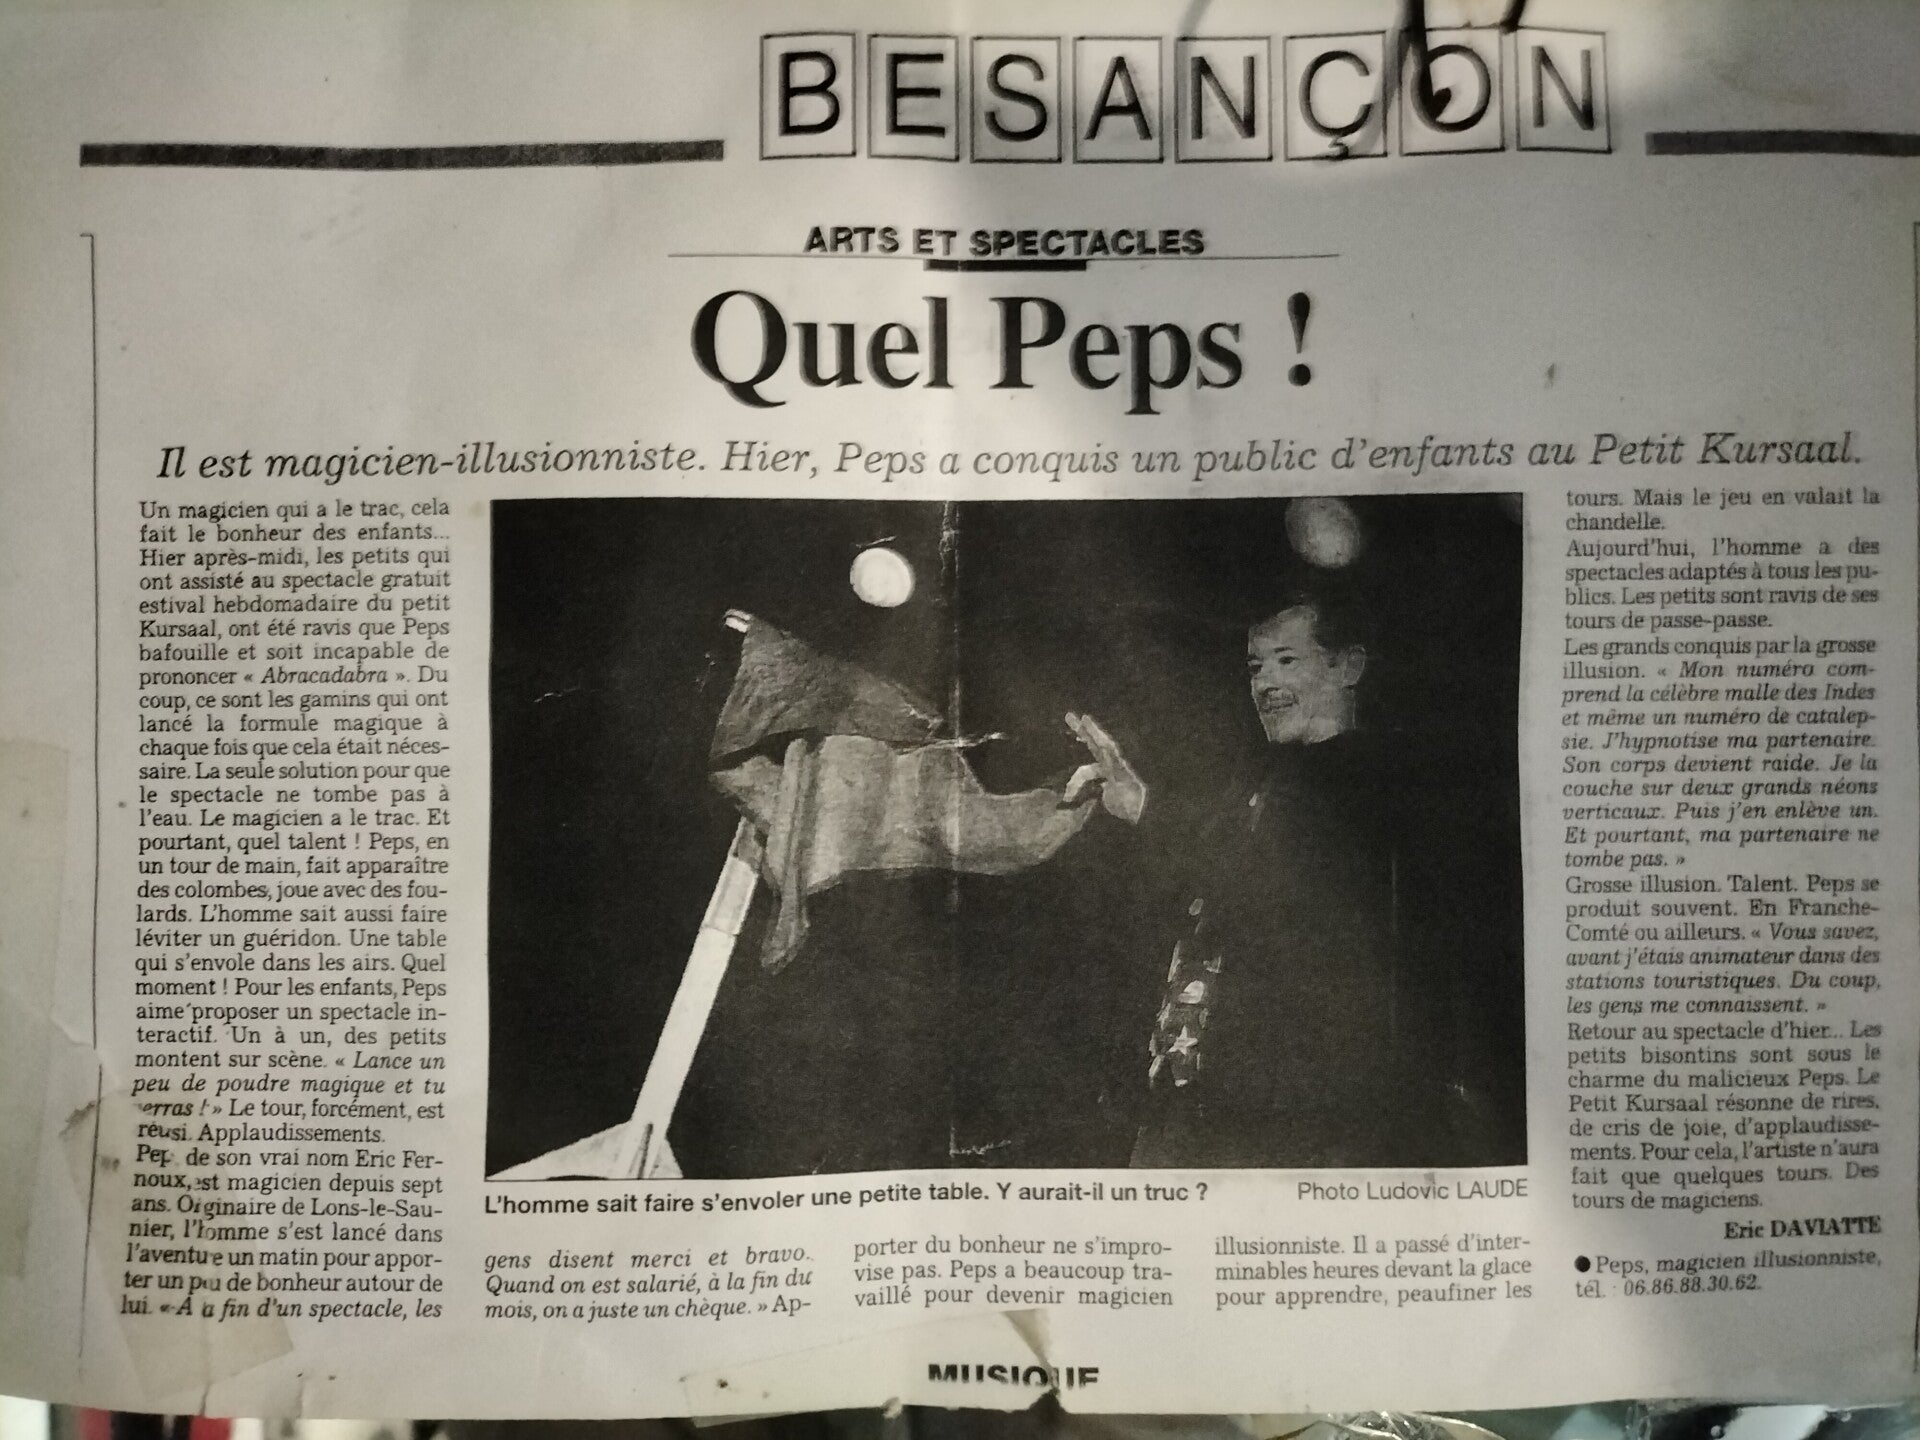 BESANÇON
ARTS ET SPECTACLES
Quel Peps !
Il est magicien-illusionniste. Hier, Peps a conquis un public d'enfants au Petit Kursaal.
Un magicien qui a le trac, cela
fait le bonheur des enfants...
Hier après-midi, les petits qui
ont assisté au spectacle gratuit
estival hebdomadaire du petit
Kursaal, ont été ravis que Peps
bafouille et soit incapable de
prononcer « Abracadabra ». Du
coup, ce sont les gamins qui ont
lancé la formule magique à
chaque fois que cela était néces-
saire. La seule solution pour que
le spectacle ne tombe pas à
l'eau. Le magicien a le trac. Et
pourtant, quel talent ! Peps, en
un tour de main, fait apparaître
des colombes, joue avec des fou-
lards. L'homme sait aussi faire
léviter un guéridon. Une table
qui s'envole dans les airs. Quel
moment ! Pour les enfants, Peps
aime proposer un spectacle in-
teractif. Un à un, des petits
montent sur scène. « Lance un
peu de poudre magique et tu
erras ! » Le tour, forcément, est
réusi. Applaudissements.
Pep de son vrai nom Eric Fer-
noux, est magicien depuis sept
ans. Originaire de Lons-le-Sau-
nier, l'homme s'est lancé dans
l'aventure un matin pour appor-
ter un peu de bonheur autour de
lui. « A la fin d'un spectacle, les
L'homme sait faire s'envoler une petite table. Y aurait-il un truc ?
Photo Ludovic LAUDE
gens disent merci et bravo.
Quand on est salarié, à la fin du
mois, on a juste un chèque. » Ap-
porter du bonheur ne s'impro-
vise pas. Peps a beaucoup tra-
vaillé pour devenir magicien
illusionniste. Il a passé d'inter-
minables heures devant la glace
pour apprendre, peaufiner les
tours. Mais le jeu en valait la
chandelle.
Aujourd'hui, l'homme a des
spectacles adaptés à tous les pu-
blics. Les petits sont ravis de ses
tours de passe-passe.
Les grands conquis par la grosse
illusion. « Mon numéro com-
prend la célèbre malle des Indes
et même un numéro de catalep-
sie. J'hypnotise ma partenaire.
Son corps devient raide. Je la
couche sur deux grands néons
verticaux. Puis j'en enlève un.
Et pourtant, ma partenaire ne
tombe pas. »
Grosse illusion. Talent. Peps se
produit souvent. En Franche-
Comté ou ailleurs. « Vous savez,
avant j'étais animateur dans des
stations touristiques. Du coup,
les gens me connaissent. »
Retour au spectacle d'hier... Les
petits bisontins sont sous le
charme du malicieux Peps. Le
Petit Kursaal résonne de rires,
de cris de joie, d'applaudisse-
ments. Pour cela, l'artiste n'aura
fait que quelques tours. Des
tours de magiciens.
Eric DAVIATTE
● Peps, magicien illusionniste,
tél. : 06.86.88.30.62.
MUSIQUE